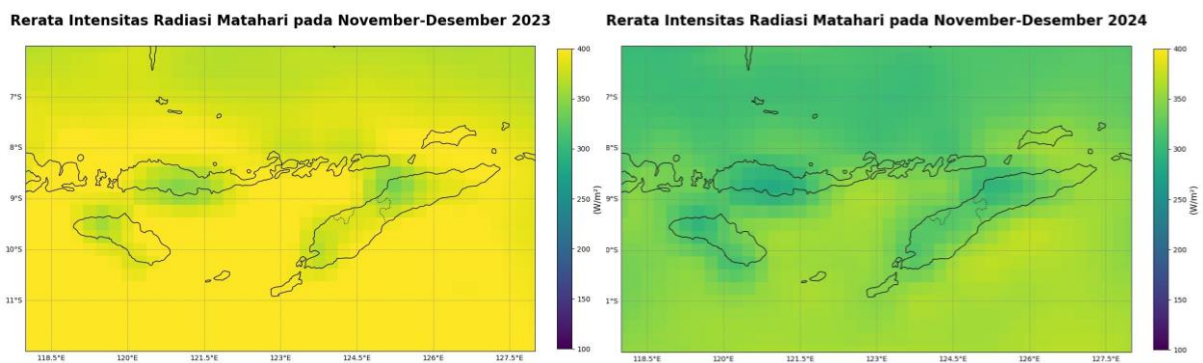 Rerata Intensitas Radiasi Matahari pada November-Desember 2023
7°S
8°S
9°S
10°S
11°S
118.5°E 120°E 121.5°E 123°E 124.5°E 126°E 127.5°E
400
350
300
250
200
150
100
(W/m²)
Rerata Intensitas Radiasi Matahari pada November-Desember 2024
7°S
8°S
9°S
0°S
1°S
118.5°E 120°E 121.5°E 123°E 124.5°E 126°E 127.5°E
400
350
300
250
200
150
100
(W/m²)